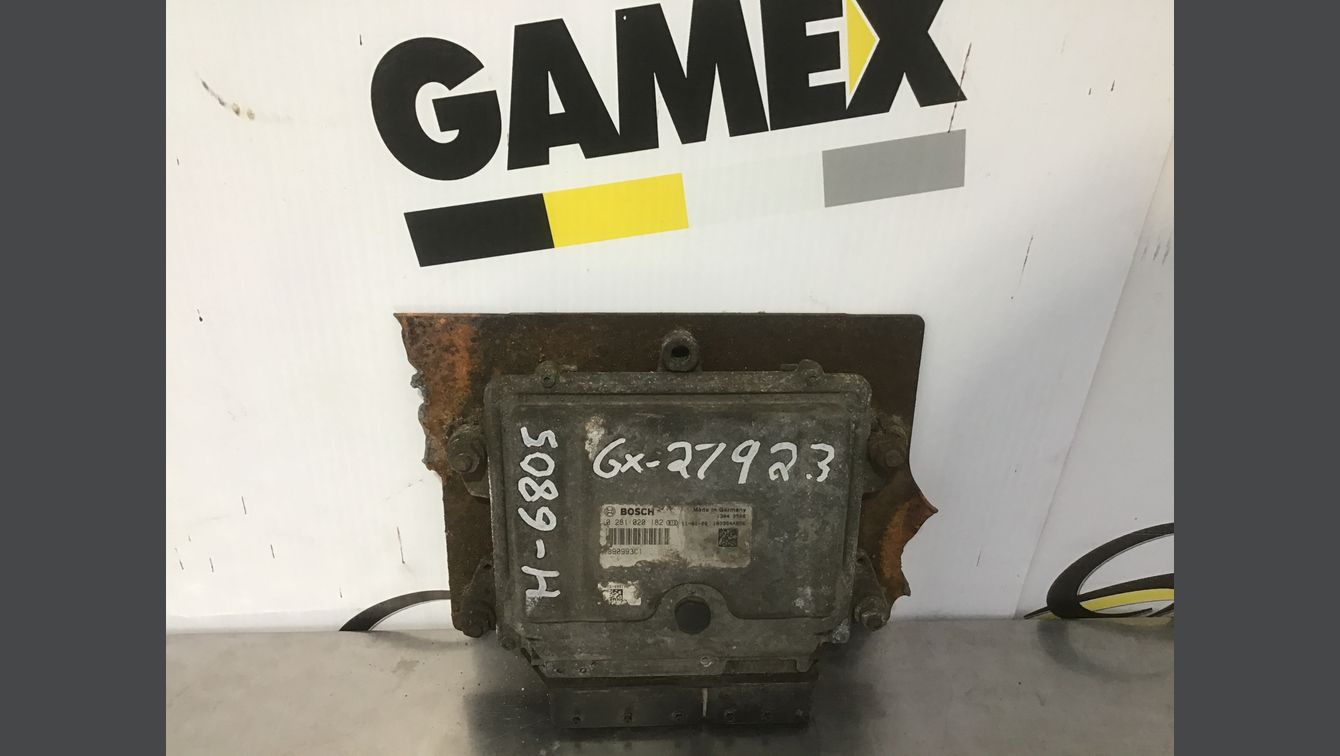 GAMEX
Gx-27923
H-6805
BOSCH
Made in Germany
0 281 020 182